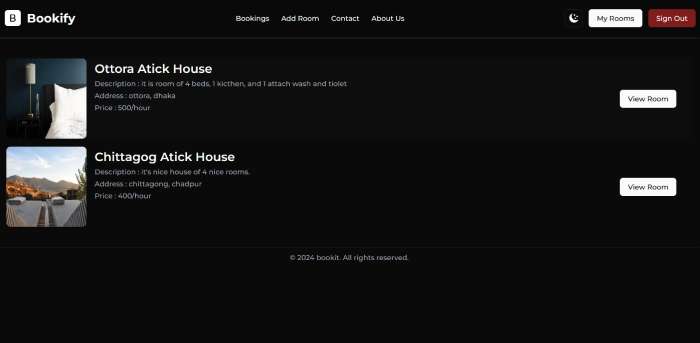 B Bookify
Bookings Add Room Contact About Us
My Rooms
Sign Out
Ottora Atick House
Description : it is room of 4 beds, 1 kicthen, and 1 attach wash and tiolet
Address : ottora, dhaka
Price : 500/hour
View Room
Chittagog Atick House
Description : it's nice house of 4 nice rooms.
Address : chittagong, chadpur
Price : 400/hour
View Room
© 2024 bookit. All rights reserved.